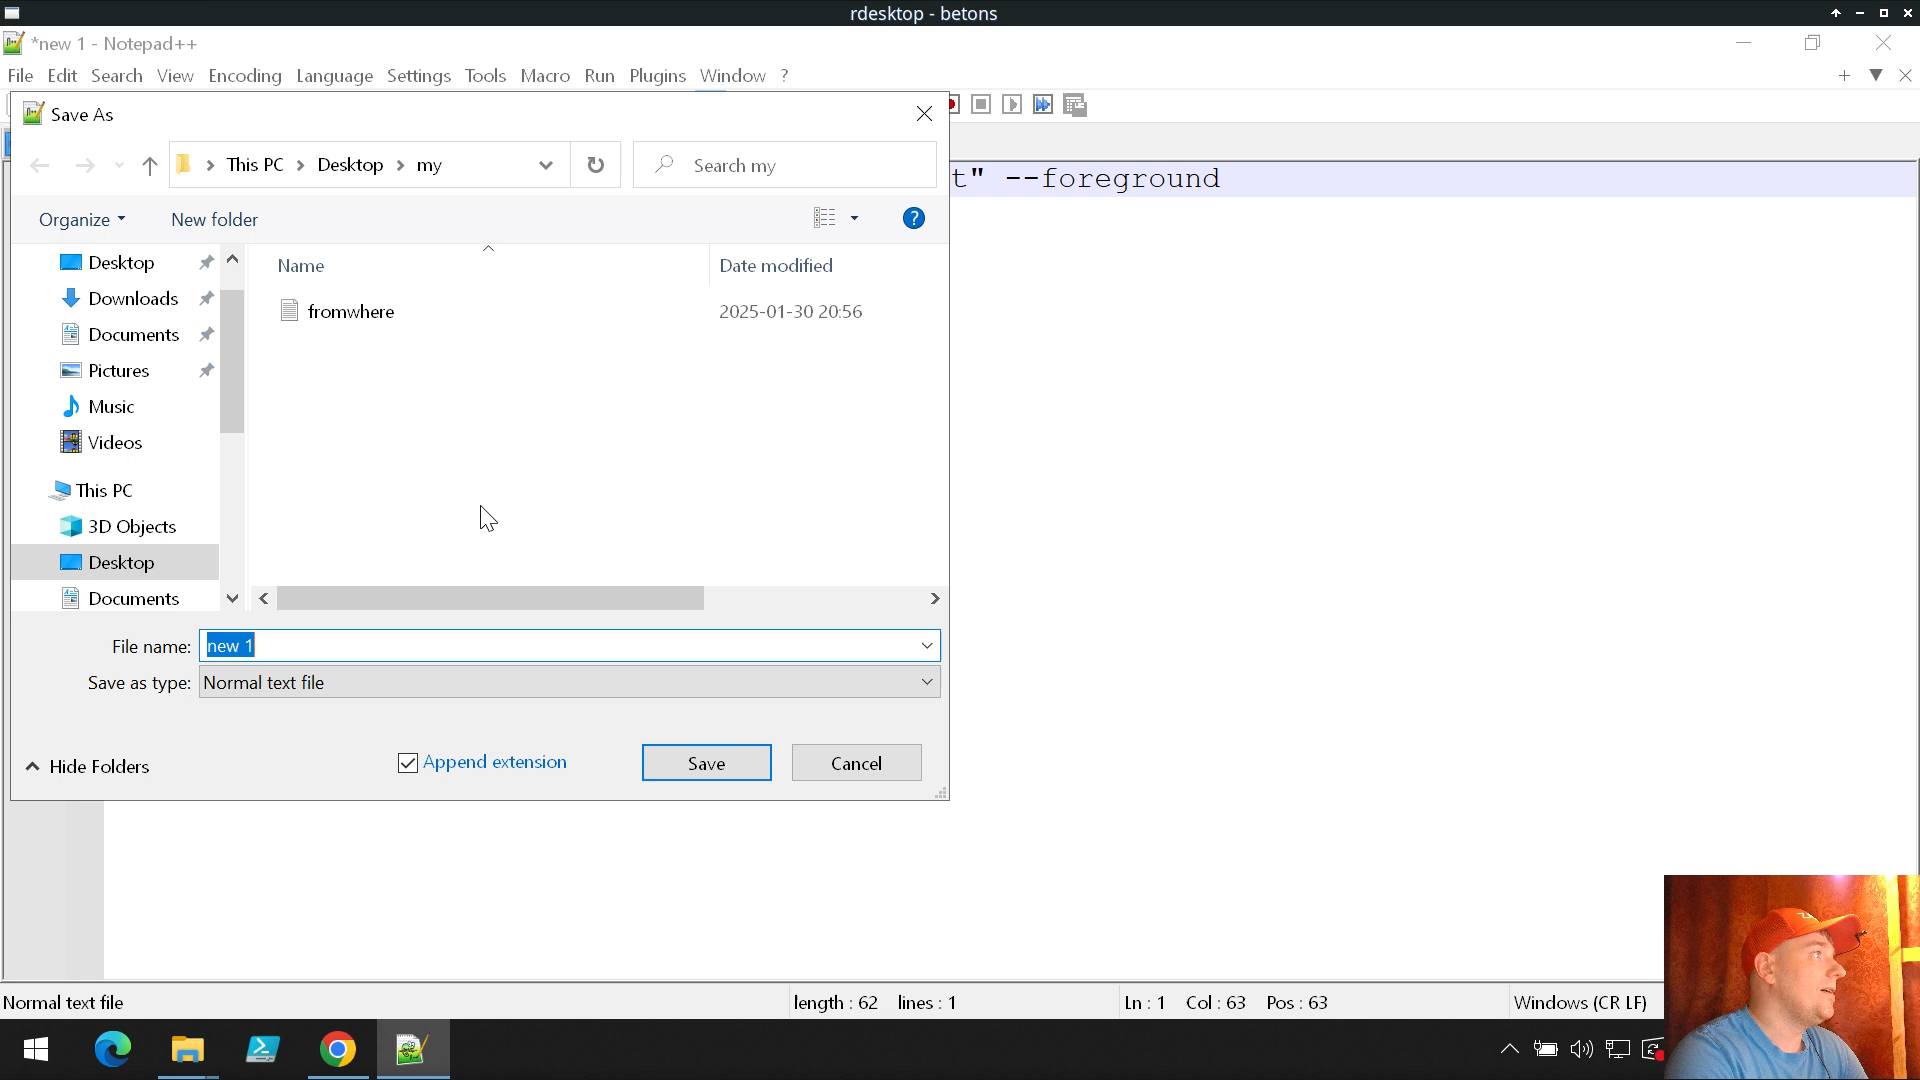 rdesktop - betons
*new 1 - Notepad++
File Edit Search View Encoding Language Settings Tools Macro Run Plugins Window ?
Save As
This PC > Desktop > my
Search my
t" --foreground
Organize
New folder
Name
Date modified
fromwhere
2025-01-30 20:56
Desktop
Downloads
Documents
Pictures
Music
Videos
This PC
3D Objects
Desktop
Documents
File name: new 1
Save as type: Normal text file
Hide Folders
Append extension
Save
Cancel
Normal text file
length : 62 lines : 1
Ln : 1 Col : 63 Pos : 63
Windows (CR LF)